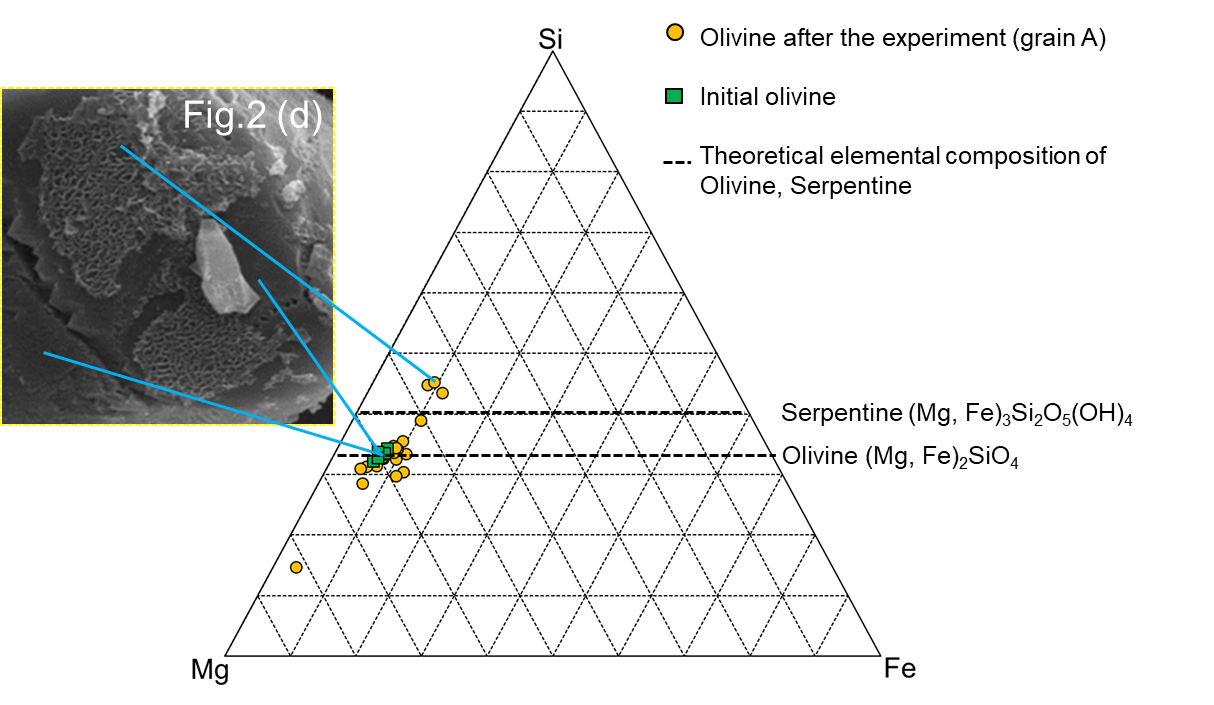 Si
Olivine after the experiment (grain A)
Initial olivine
Theoretical elemental composition of
Olivine, Serpentine
Fig.2 (d)
Serpentine (Mg, Fe)₃Si₂O₅(OH)₄
Olivine (Mg, Fe)₂SiO₄
Mg
Fe